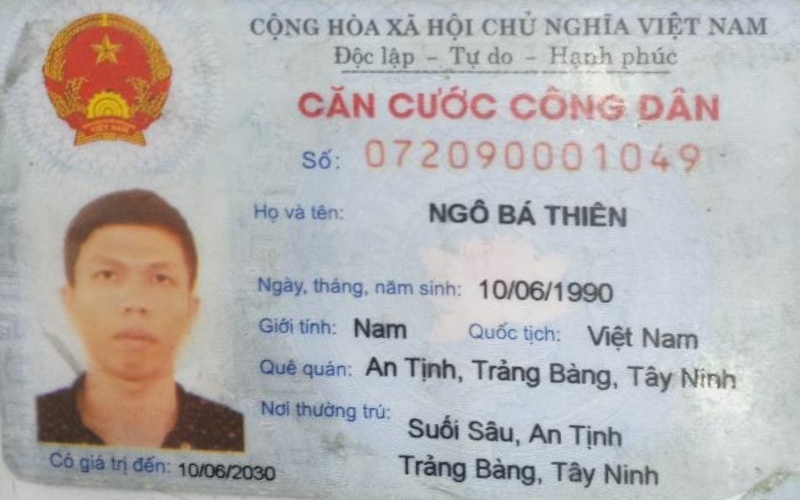 CỘNG HÒA XÃ HỘI CHỦ NGHĨA VIỆT NAM
Độc lập - Tự do - Hạnh phúc
CĂN CƯỚC CÔNG DÂN
Số: 072090001049
Họ và tên: NGÔ BÁ THIÊN
Ngày, tháng, năm sinh: 10/06/1990
Giới tính: Nam Quốc tịch: Việt Nam
Quê quán: An Tịnh, Trảng Bàng, Tây Ninh
Nơi thường trú: Suối Sâu, An Tịnh
Trảng Bàng, Tây Ninh
Có giá trị đến: 10/06/2030
VIỆT NAM